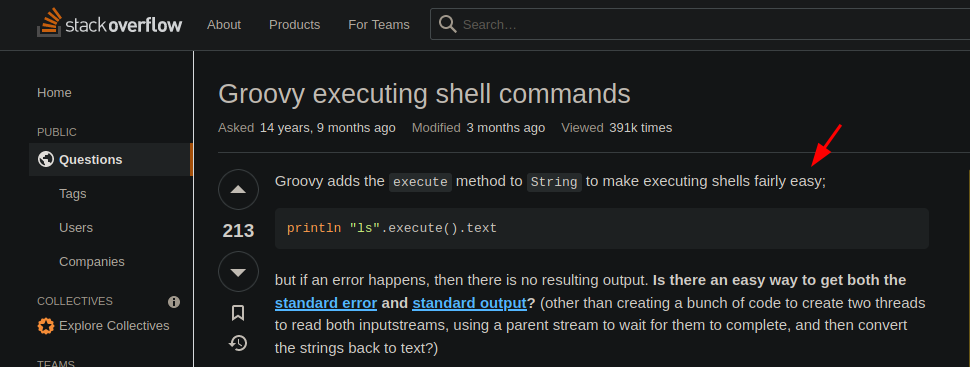 stackoverflow About Products For Teams Search…
Home
PUBLIC
Questions
Tags
Users
Companies
COLLECTIVES
Explore Collectives
TEAMS
Groovy executing shell commands
Asked 14 years, 9 months ago Modified 3 months ago Viewed 391k times
213
Groovy adds the execute method to String to make executing shells fairly easy;
println "ls".execute().text
but if an error happens, then there is no resulting output. Is there an easy way to get both the
standard error and standard output? (other than creating a bunch of code to create two threads
to read both inputstreams, using a parent stream to wait for them to complete, and then convert
the strings back to text?)